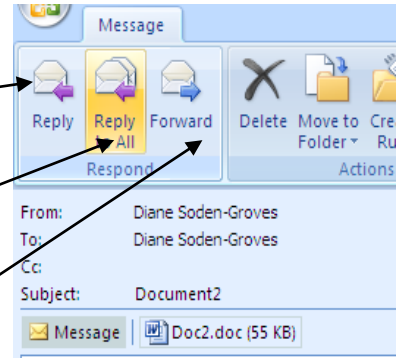 Message
Reply Reply to All Forward Delete Move to Folder
Respond Actions
From: Diane Soden-Groves
To: Diane Soden-Groves
Cc:
Subject: Document2
Message Doc2.doc (55 KB)